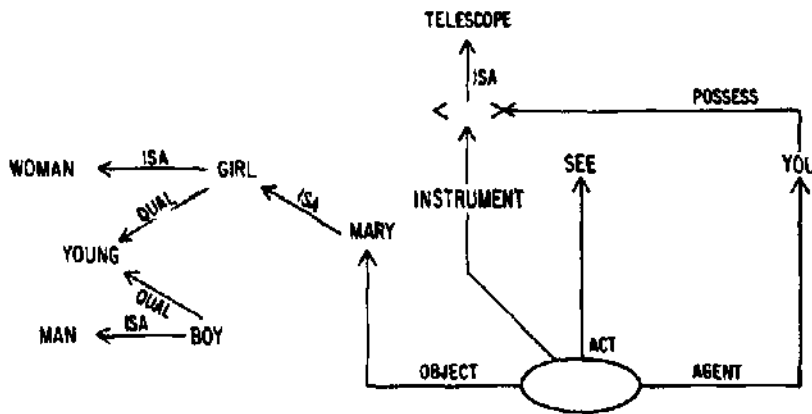 TELESCOPE
ISA
POSSESS
WOMAN ISA GIRL SEE YOU
QUAL ISA INSTRUMENT
MARY
YOUNG
QUAL
MAN ISA BOY
ACT
OBJECT AGENT